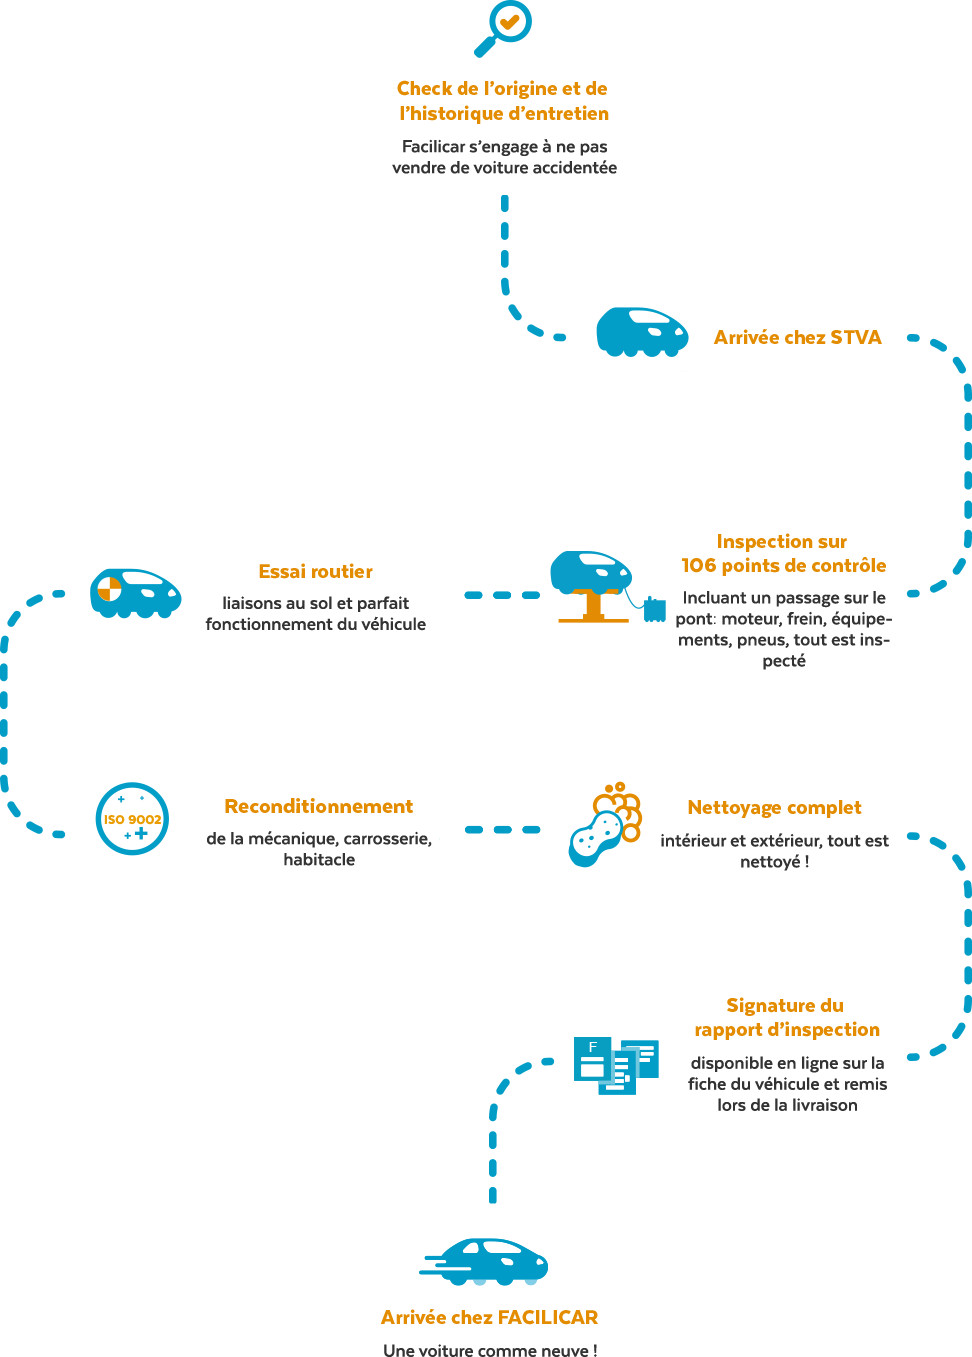 Check de l’origine et de
l’historique d’entretien
Facilicar s’engage à ne pas
vendre de voiture accidentée
Arrivée chez STVA
Inspection sur
106 points de contrôle
Incluant un passage sur le
pont: moteur, frein, équipe-
ments, pneus, tout est ins-
pecté
Essai routier
liaisons au sol et parfait
fonctionnement du véhicule
ISO 9002
Reconditionnement
de la mécanique, carrosserie,
habitacle
Nettoyage complet
intérieur et extérieur, tout est
nettoyé !
Signature du
rapport d’inspection
F
disponible en ligne sur la
fiche du véhicule et remis
lors de la livraison
Arrivée chez FACILICAR
Une voiture comme neuve !